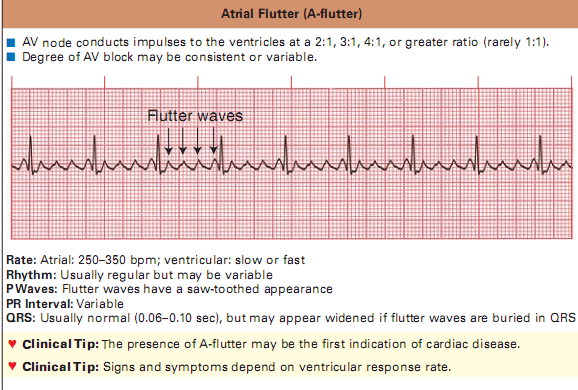 Atrial Flutter (A-flutter)
■ AV node conducts impulses to the ventricles at a 2:1, 3:1, 4:1, or greater ratio (rarely 1:1).
■ Degree of AV block may be consistent or variable.
Flutter waves
Rate: Atrial: 250–350 bpm; ventricular: slow or fast
Rhythm: Usually regular but may be variable
P Waves: Flutter waves have a saw-toothed appearance
PR Interval: Variable
QRS: Usually normal (0.06–0.10 sec), but may appear widened if flutter waves are buried in QRS
♥ Clinical Tip: The presence of A-flutter may be the first indication of cardiac disease.
♥ Clinical Tip: Signs and symptoms depend on ventricular response rate.